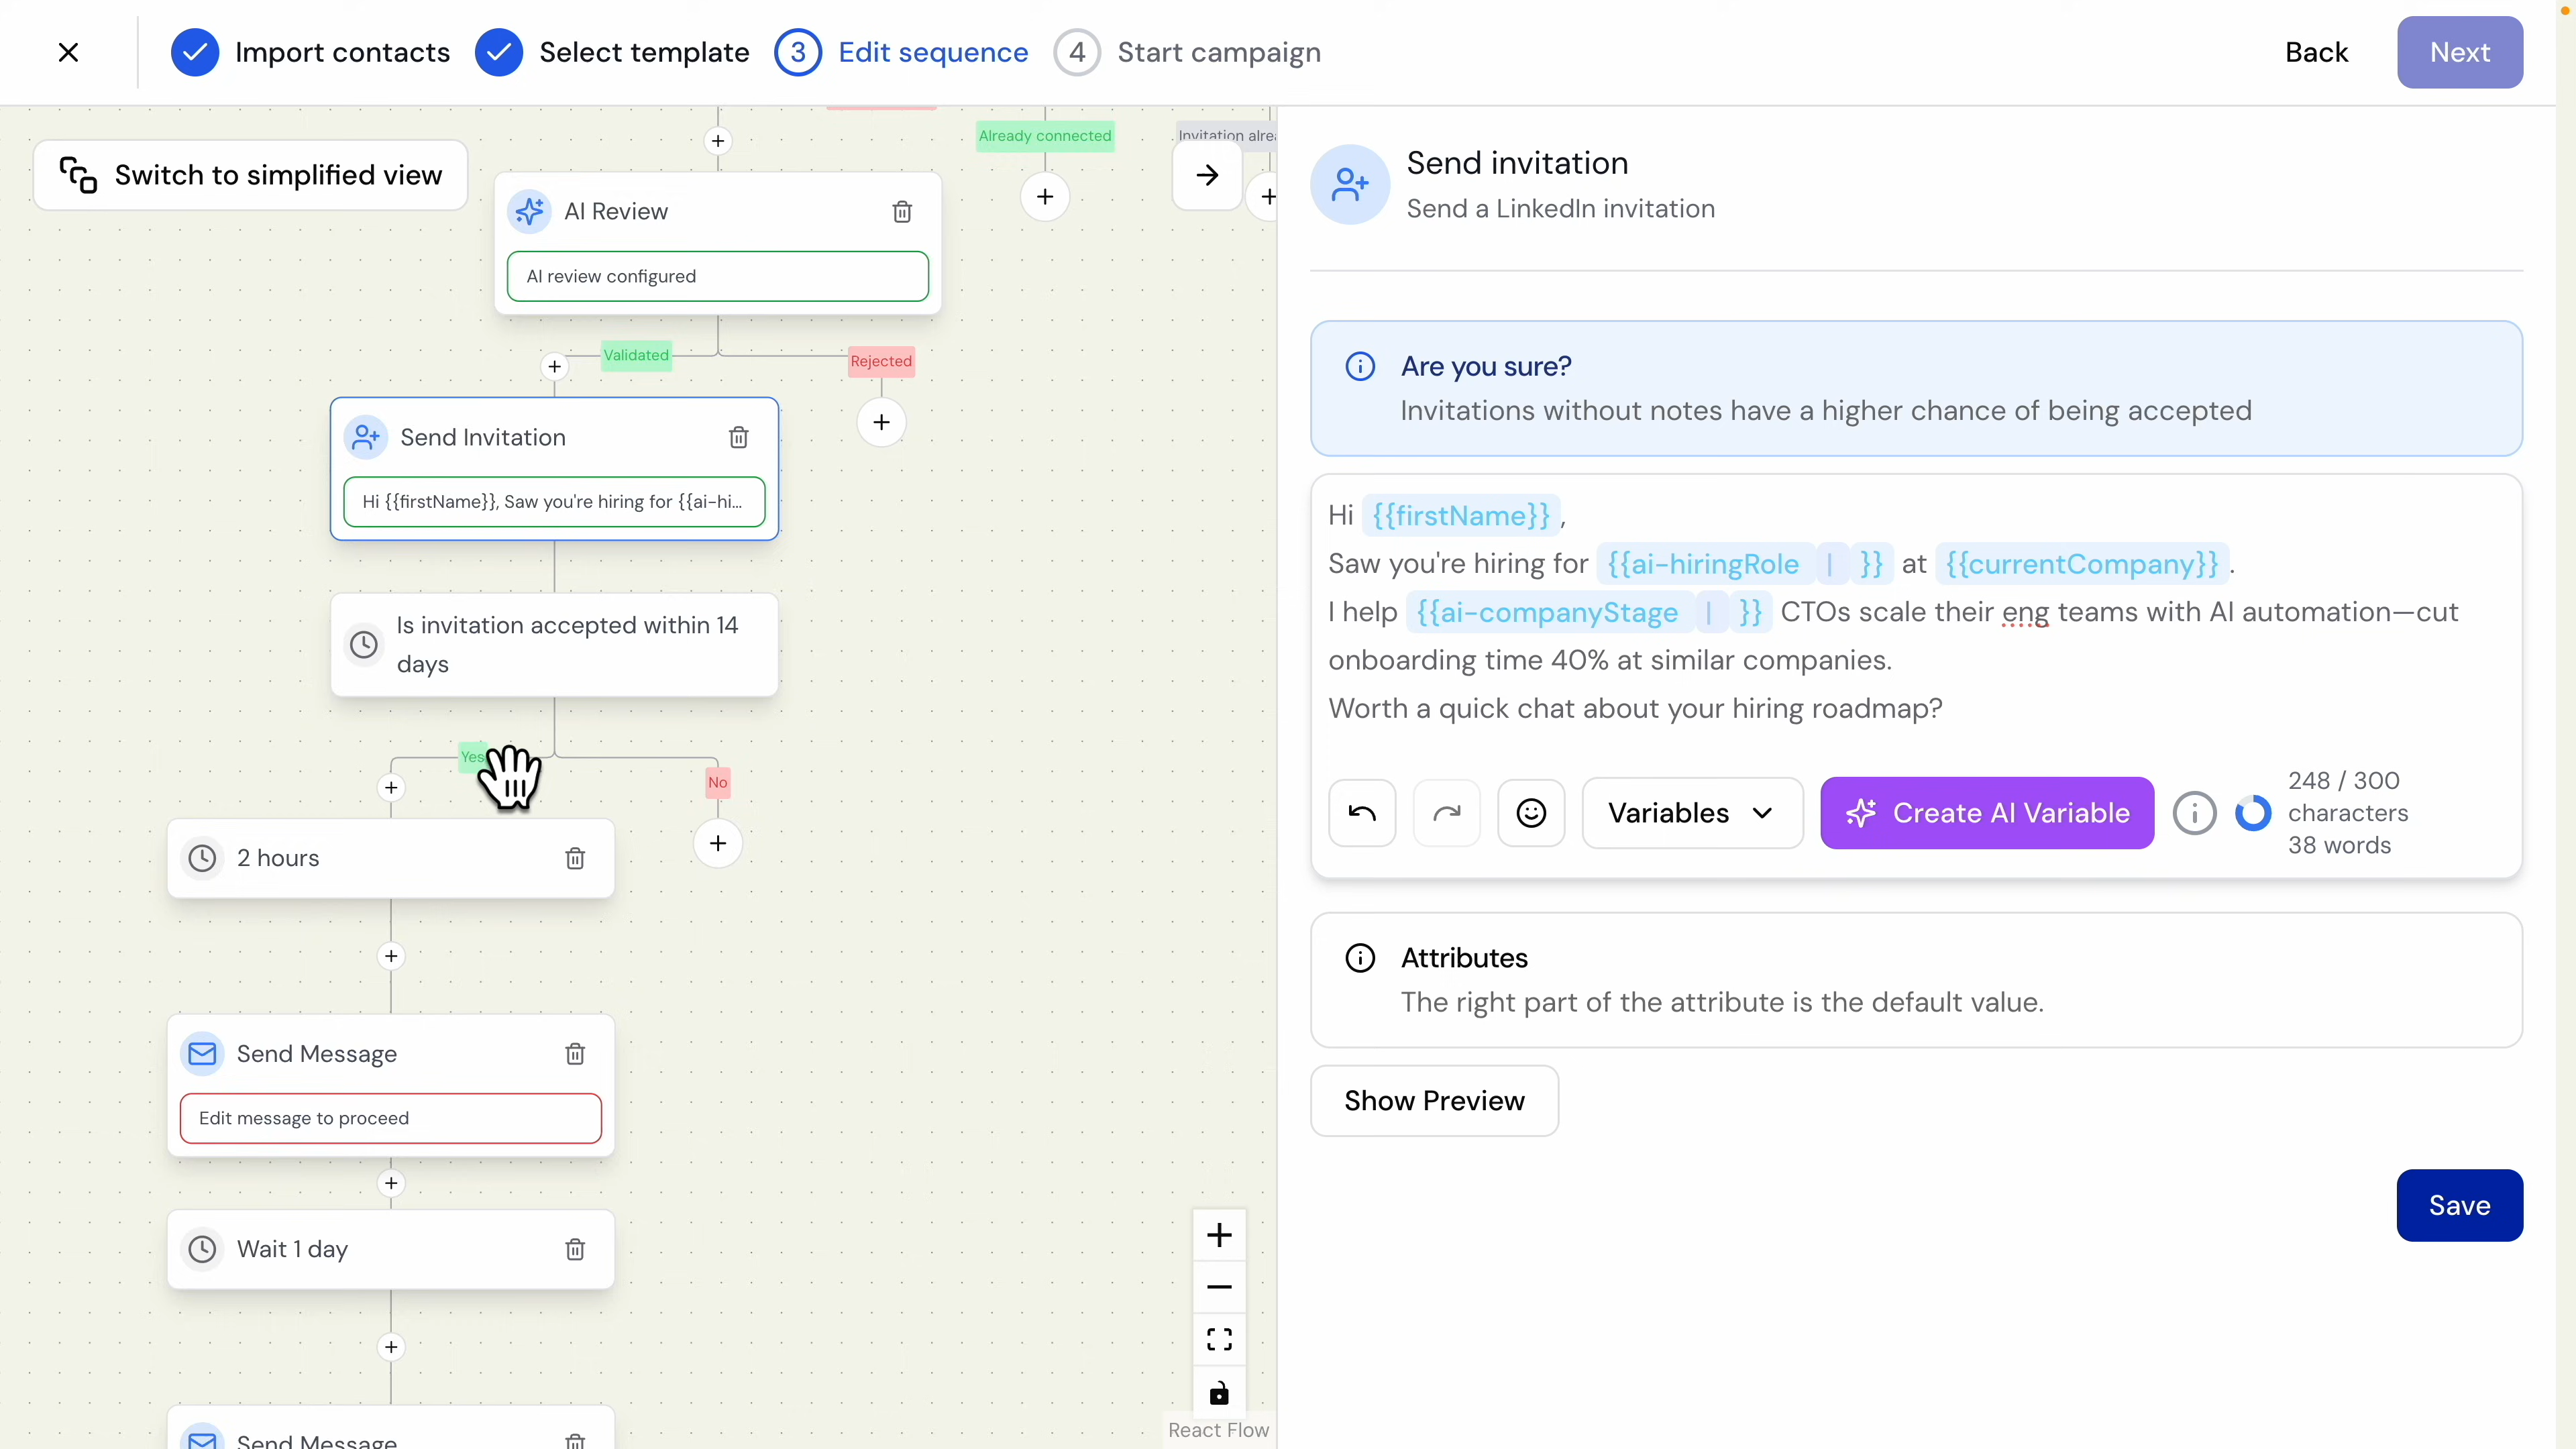 Import contacts
Select template
3 Edit sequence
4 Start campaign
Back
Next
Switch to simplified view
Already connected
AI Review
AI review configured
Validated
Rejected
Send Invitation
Hi {{firstName}}, Saw you're hiring for {{ai-hi...
Is invitation accepted within 14
days
Yes
No
2 hours
Send Message
Edit message to proceed
Wait 1 day
Send Message
React Flow
Send invitation
Send a LinkedIn invitation
Are you sure?
Invitations without notes have a higher chance of being accepted
Hi {{firstName}},
Saw you're hiring for {{ai-hiringRole | }} at {{currentCompany}}.
I help {{ai-companyStage | }} CTOs scale their eng teams with AI automation—cut
onboarding time 40% at similar companies.
Worth a quick chat about your hiring roadmap?
Variables
Create AI Variable
248 / 300
characters
38 words
Attributes
The right part of the attribute is the default value.
Show Preview
Save